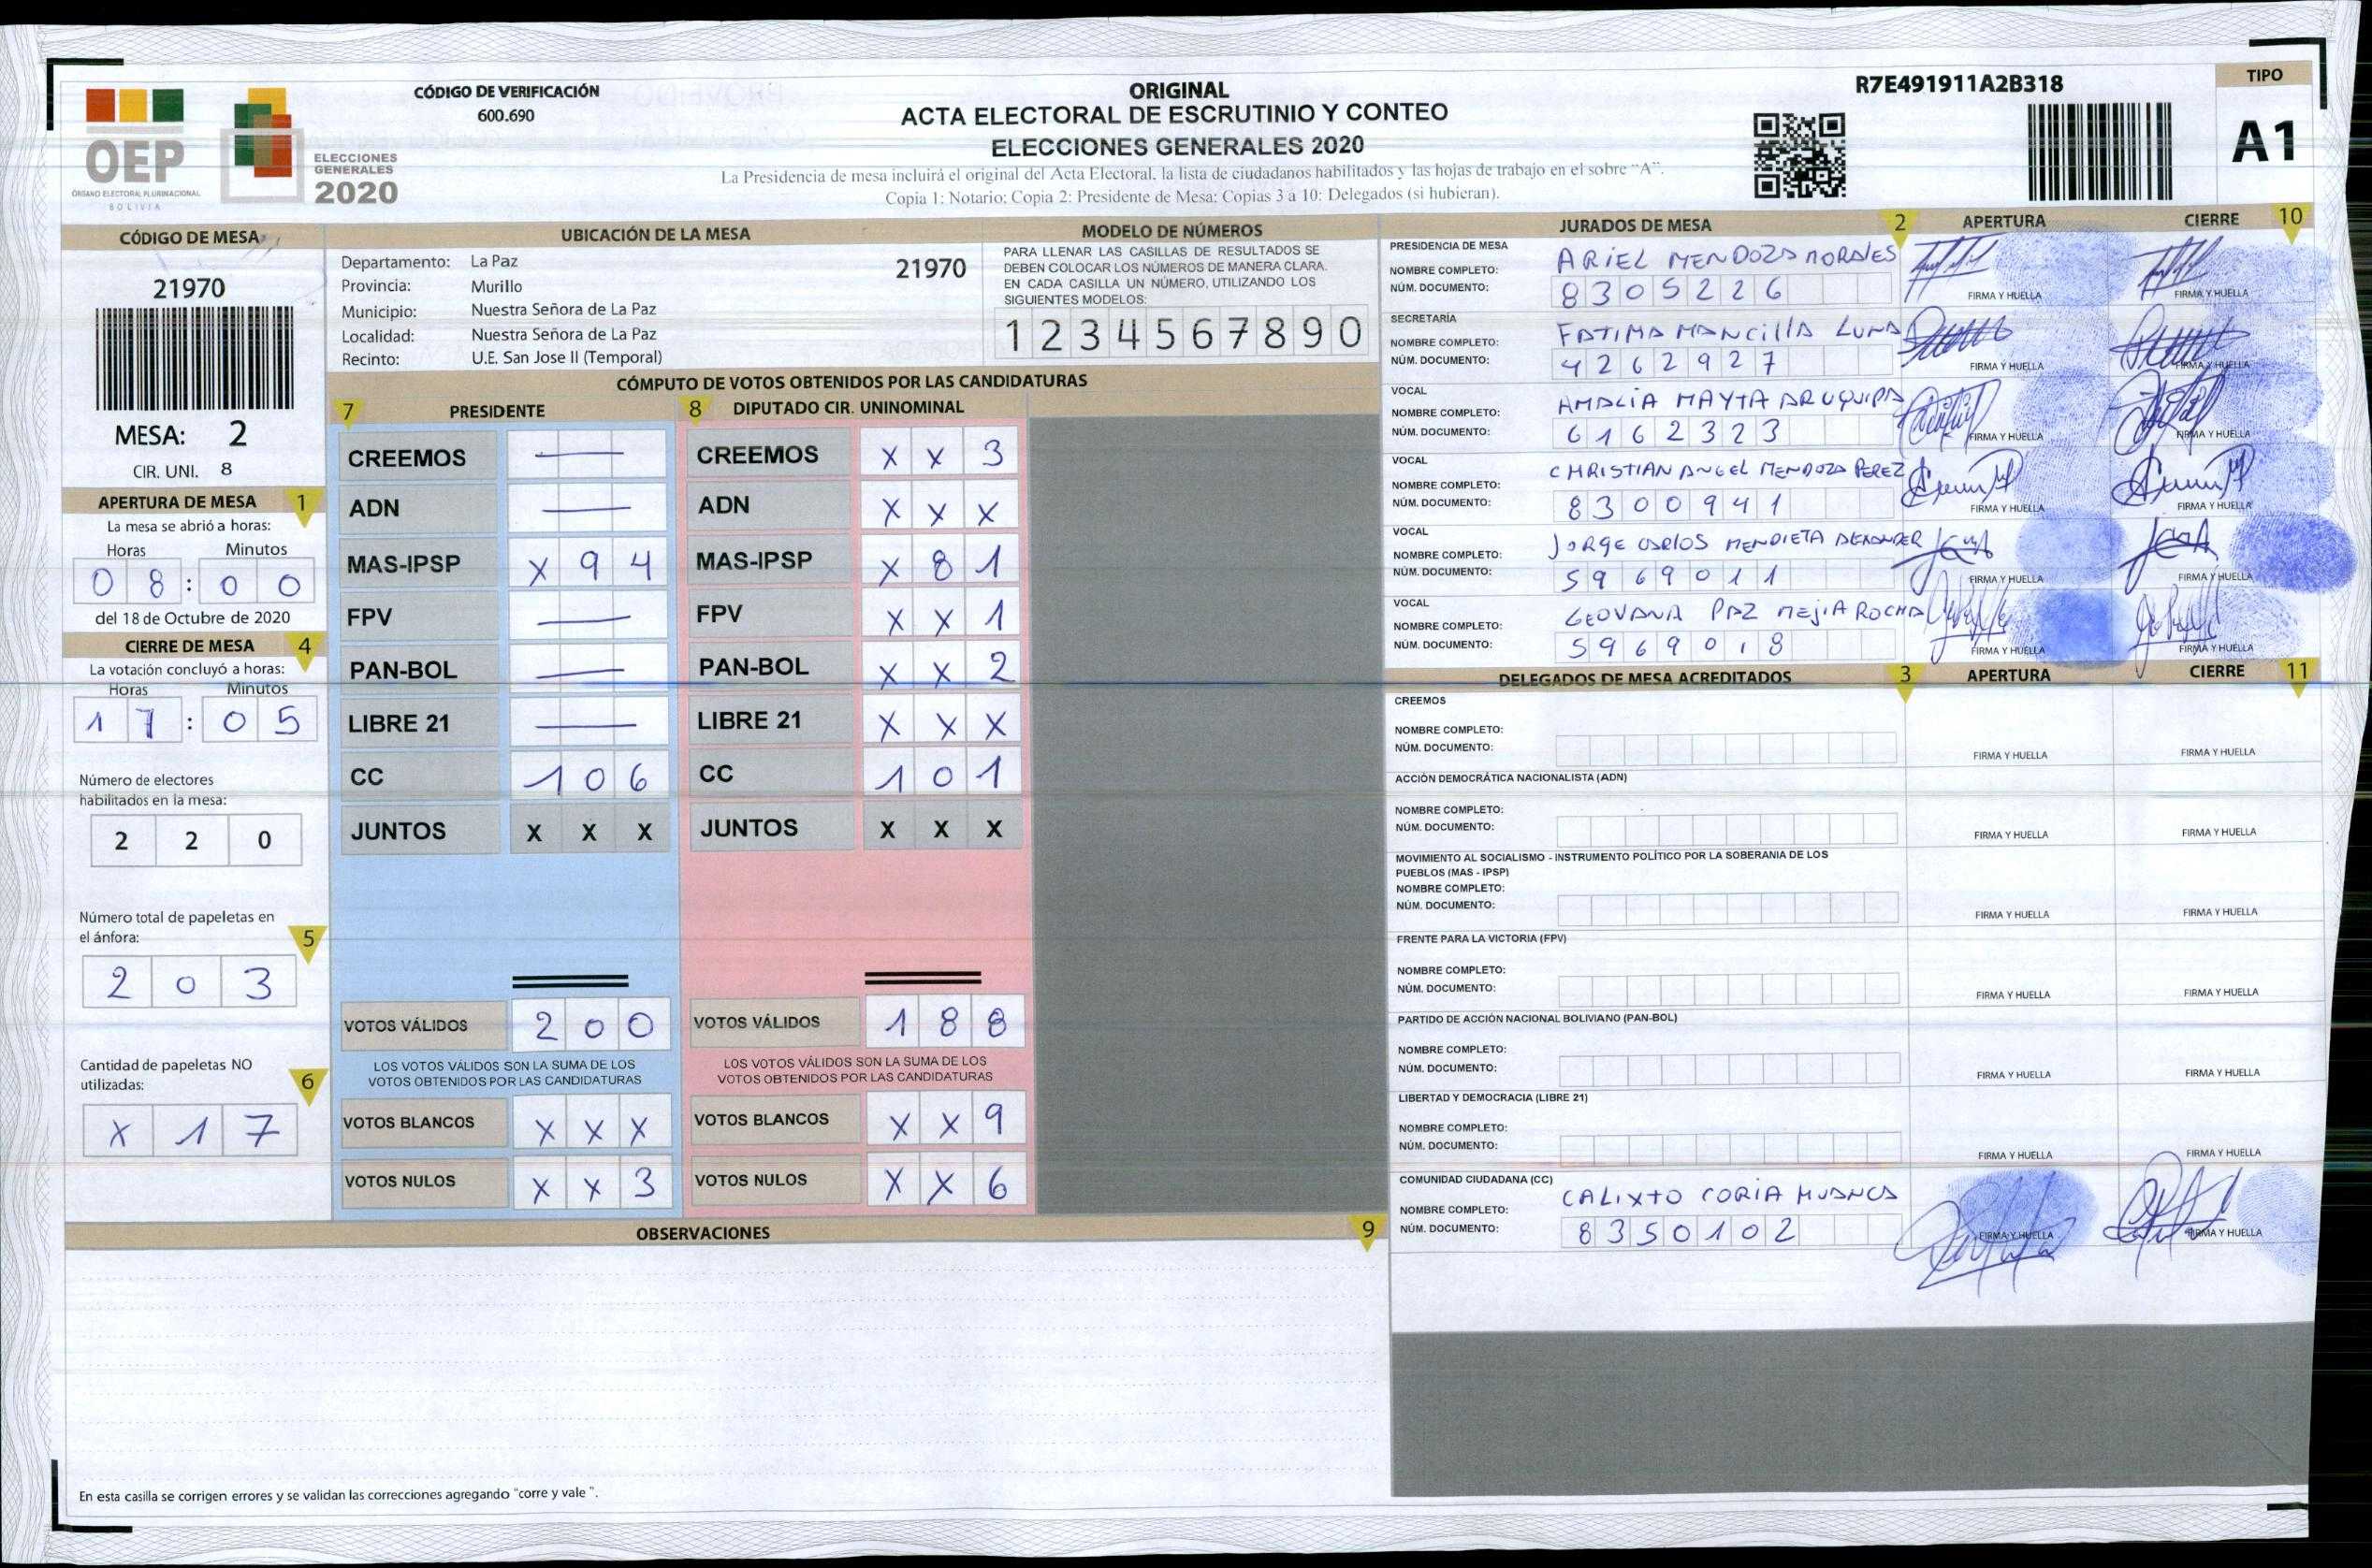 CÓDIGO DE VERIFICACIÓN
600.690
ORIGINAL
ACTA ELECTORAL DE ESCRUTINIO Y CONTEO
ELECCIONES GENERALES 2020
La Presidencia de mesa incluirá el original del Acta Electoral, la lista de ciudadanos habilitados y las hojas de trabajo en el sobre "A".
Copia 1: Notario; Copia 2: Presidente de Mesa; Copias 3 a 10: Delegados (si hubieran).
R7E491911A2B318
TIPO
A1
OEP
ÓRGANO ELECTORAL PLURINACIONAL
BOLIVIA
ELECCIONES
GENERALES
2020
CÓDIGO DE MESA
21970
MESA: 2
CIR. UNI. 8
APERTURA DE MESA 1
La mesa se abrió a horas:
Horas Minutos
0 8 : 0 0
del 18 de Octubre de 2020
CIERRE DE MESA 4
La votación concluyó a horas:
Horas Minutos
1 7 : 0 5
Número de electores
habilitados en la mesa:
2 2 0
Número total de papeletas en
el ánfora: 5
2 0 3
Cantidad de papeletas NO
utilizadas: 6
X 1 7
UBICACIÓN DE LA MESA
Departamento: La Paz 21970
Provincia: Murillo
Municipio: Nuestra Señora de La Paz
Localidad: Nuestra Señora de La Paz
Recinto: U.E. San Jose II (Temporal)
MODELO DE NÚMEROS
PARA LLENAR LAS CASILLAS DE RESULTADOS SE
DEBEN COLOCAR LOS NÚMEROS DE MANERA CLARA.
EN CADA CASILLA UN NÚMERO, UTILIZANDO LOS
SIGUIENTES MODELOS:
1 2 3 4 5 6 7 8 9 0
CÓMPUTO DE VOTOS OBTENIDOS POR LAS CANDIDATURAS
7 PRESIDENTE
CREEMOS —
ADN —
MAS-IPSP X 9 4
FPV —
PAN-BOL —
LIBRE 21 —
CC 1 0 6
JUNTOS X X X
VOTOS VÁLIDOS 2 0 0
LOS VOTOS VÁLIDOS SON LA SUMA DE LOS
VOTOS OBTENIDOS POR LAS CANDIDATURAS
VOTOS BLANCOS X X X
VOTOS NULOS X X 3
8 DIPUTADO CIR. UNINOMINAL
CREEMOS X X 3
ADN X X X
MAS-IPSP X 8 1
FPV X X 1
PAN-BOL X X 2
LIBRE 21 X X X
CC 1 0 1
JUNTOS X X X
VOTOS VÁLIDOS 1 8 8
LOS VOTOS VÁLIDOS SON LA SUMA DE LOS
VOTOS OBTENIDOS POR LAS CANDIDATURAS
VOTOS BLANCOS X X 9
VOTOS NULOS X X 6
OBSERVACIONES 9
En esta casilla se corrigen errores y se validan las correcciones agregando "corre y vale ".
JURADOS DE MESA 2 APERTURA CIERRE 10
PRESIDENCIA DE MESA
NOMBRE COMPLETO: ARIEL MENDOZA MORALES
NÚM. DOCUMENTO: 8305226
FIRMA Y HUELLA FIRMA Y HUELLA
SECRETARÍA
NOMBRE COMPLETO: FATIMA MANCILLA LUNA
NÚM. DOCUMENTO: 4262927
FIRMA Y HUELLA FIRMA Y HUELLA
VOCAL
NOMBRE COMPLETO: AMALIA MAYTA ARUQUIPA
NÚM. DOCUMENTO: 6162323
FIRMA Y HUELLA FIRMA Y HUELLA
VOCAL
NOMBRE COMPLETO: CHRISTIAN ANGEL MENDOZA PEREZ
NÚM. DOCUMENTO: 8300941
FIRMA Y HUELLA FIRMA Y HUELLA
VOCAL
NOMBRE COMPLETO: JORGE CARLOS MENDIETA
NÚM. DOCUMENTO: 5969011
FIRMA Y HUELLA FIRMA Y HUELLA
VOCAL
NOMBRE COMPLETO: GEOVANA PAZ MEJIA ROCHA
NÚM. DOCUMENTO: 5969018
FIRMA Y HUELLA FIRMA Y HUELLA
DELEGADOS DE MESA ACREDITADOS 3 APERTURA CIERRE 11
CREEMOS
NOMBRE COMPLETO:
NÚM. DOCUMENTO:
FIRMA Y HUELLA FIRMA Y HUELLA
ACCIÓN DEMOCRÁTICA NACIONALISTA (ADN)
NOMBRE COMPLETO:
NÚM. DOCUMENTO:
FIRMA Y HUELLA FIRMA Y HUELLA
MOVIMIENTO AL SOCIALISMO - INSTRUMENTO POLÍTICO POR LA SOBERANIA DE LOS
PUEBLOS (MAS - IPSP)
NOMBRE COMPLETO:
NÚM. DOCUMENTO:
FIRMA Y HUELLA FIRMA Y HUELLA
FRENTE PARA LA VICTORIA (FPV)
NOMBRE COMPLETO:
NÚM. DOCUMENTO:
FIRMA Y HUELLA FIRMA Y HUELLA
PARTIDO DE ACCIÓN NACIONAL BOLIVIANO (PAN-BOL)
NOMBRE COMPLETO:
NÚM. DOCUMENTO:
FIRMA Y HUELLA FIRMA Y HUELLA
LIBERTAD Y DEMOCRACIA (LIBRE 21)
NOMBRE COMPLETO:
NÚM. DOCUMENTO:
FIRMA Y HUELLA FIRMA Y HUELLA
COMUNIDAD CIUDADANA (CC)
NOMBRE COMPLETO: CALIXTO CORIA HUANCA
NÚM. DOCUMENTO: 8350102
FIRMA Y HUELLA FIRMA Y HUELLA